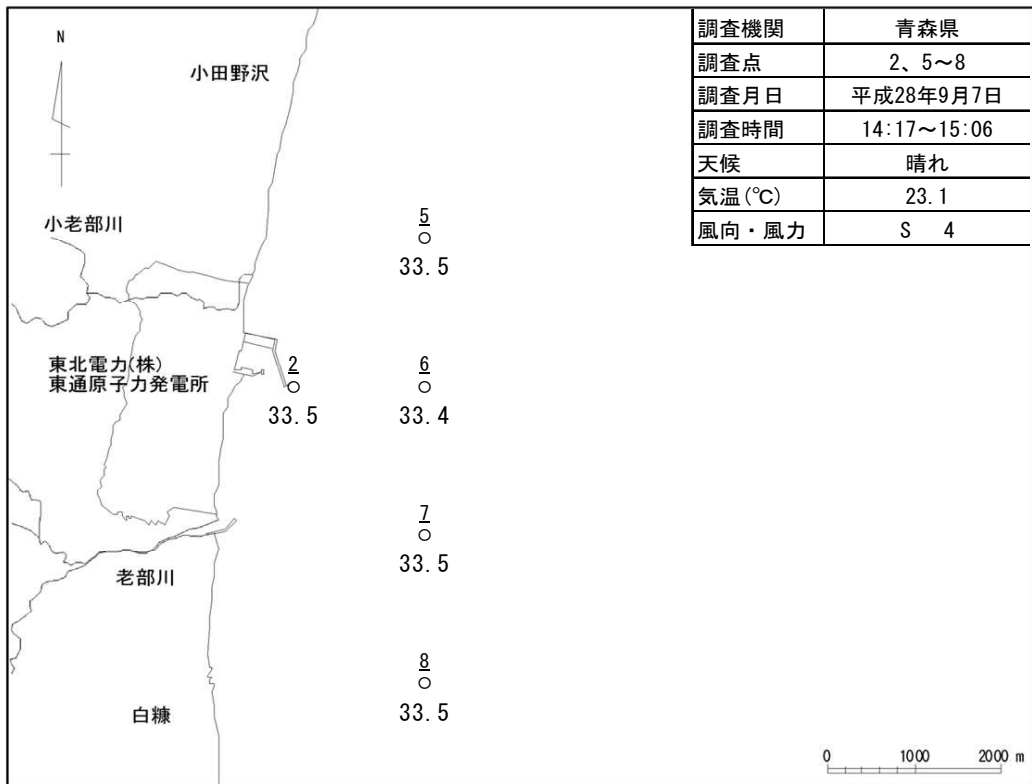 調査機関 青森県
調査点 2、5～8
調査月日 平成28年9月7日
調査時間 14:17～15:06
天候 晴れ
気温(℃) 23.1
風向・風力 S 4
N
小田野沢
小老部川
5
33.5
東北電力(株)
東通原子力発電所
2
33.5
6
33.4
7
33.5
老部川
8
33.5
白糠
0 1000 2000 m